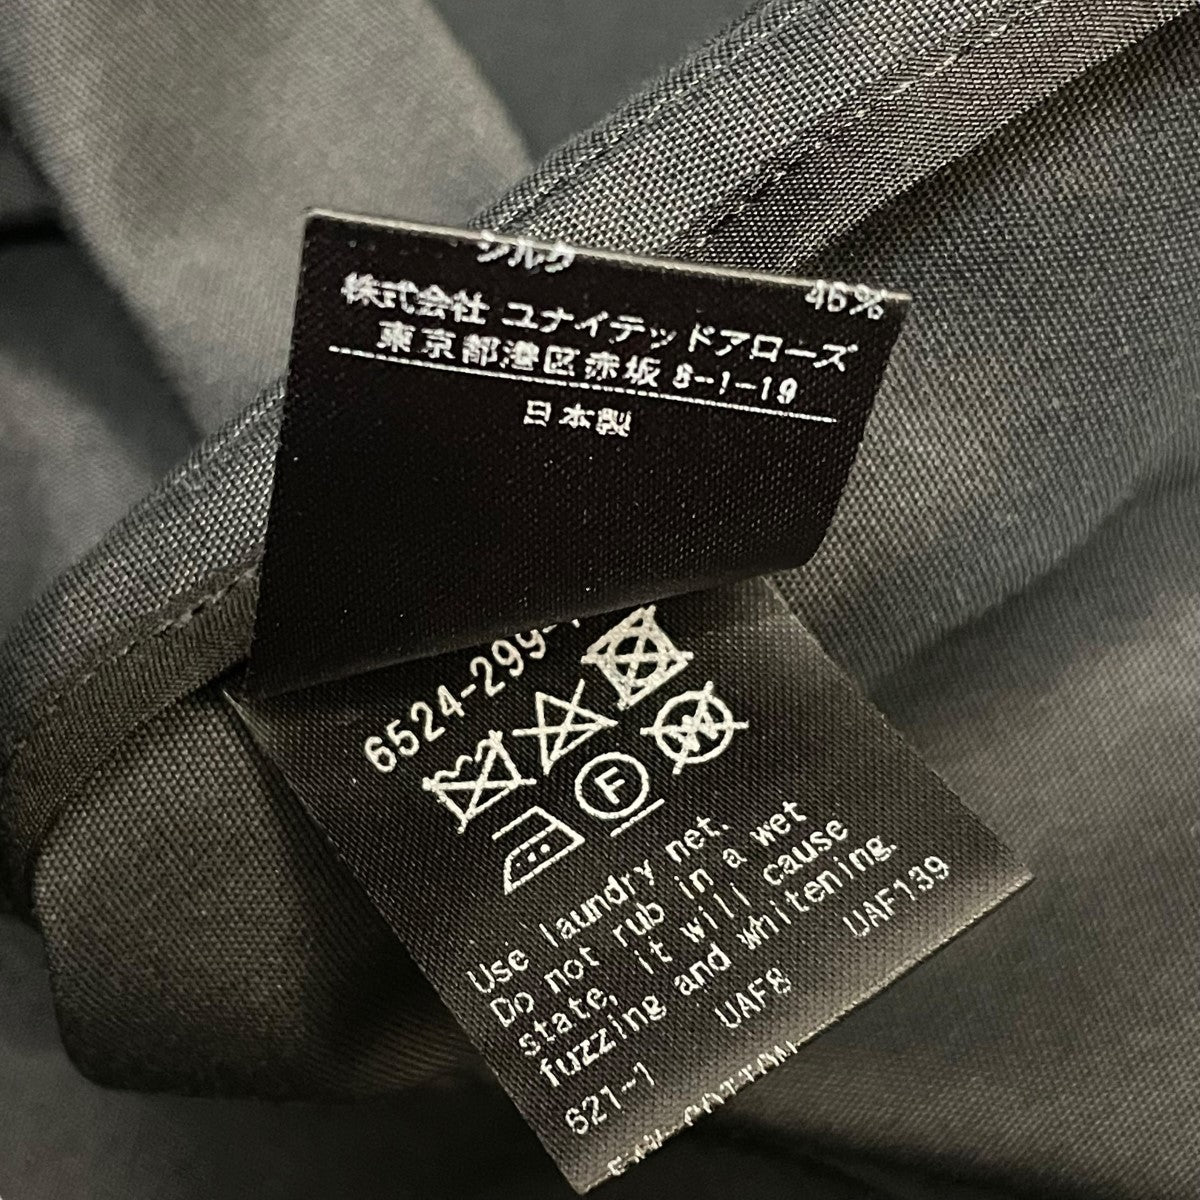 シルク 46%
株式会社 ユナイテッドアローズ
東京都港区赤坂 8-1-19
日本製
6524-299-
W
F
Use laundry net.
Do not rub in a wet
state, it will cause
fuzzing and whitening.
621-1 UAF8 UAF139
COTTON